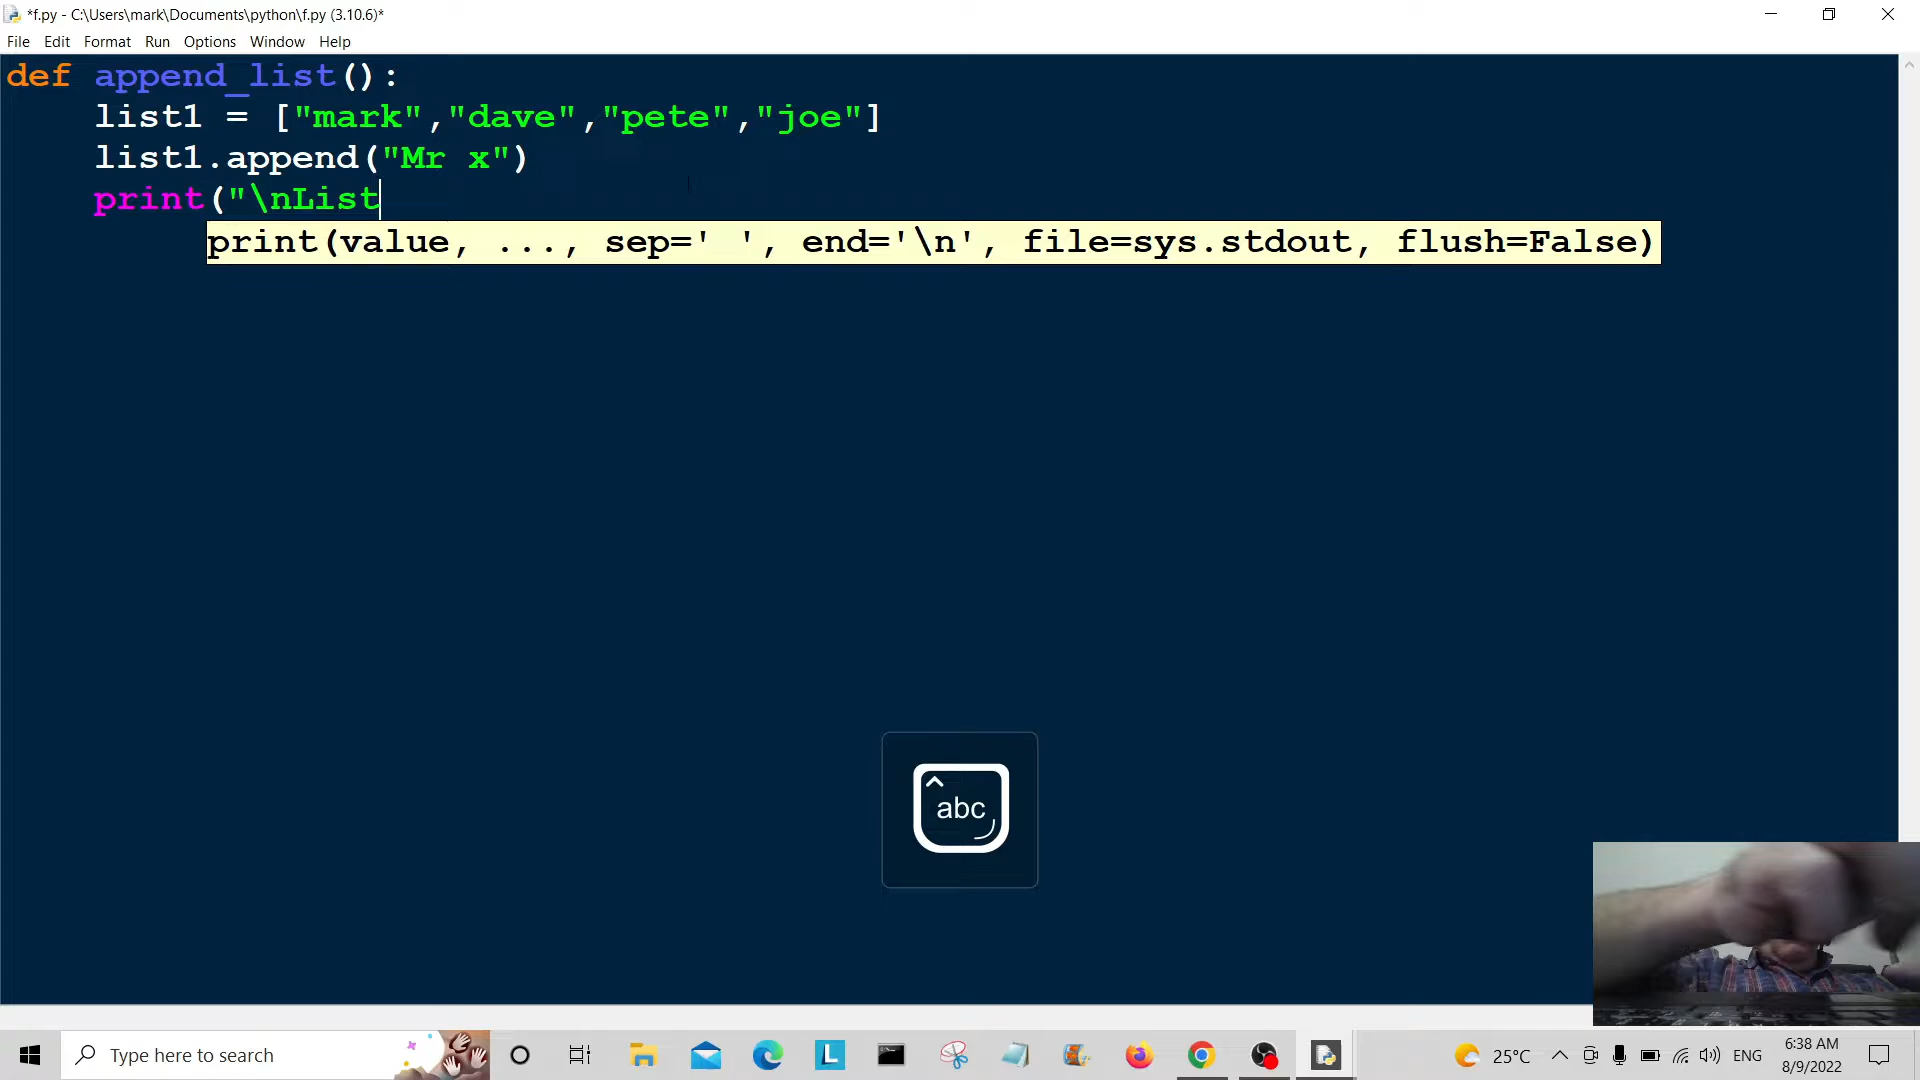 *f.py - C:\Users\mark\Documents\python\f.py (3.10.6)*
File Edit Format Run Options Window Help
def append_list():
    list1 = ["mark","dave","pete","joe"]
    list1.append("Mr x")
    print("\nList
print(value, ..., sep=' ', end='\n', file=sys.stdout, flush=False)
abc
Type here to search
L
25°C
ENG
6:38 AM
8/9/2022